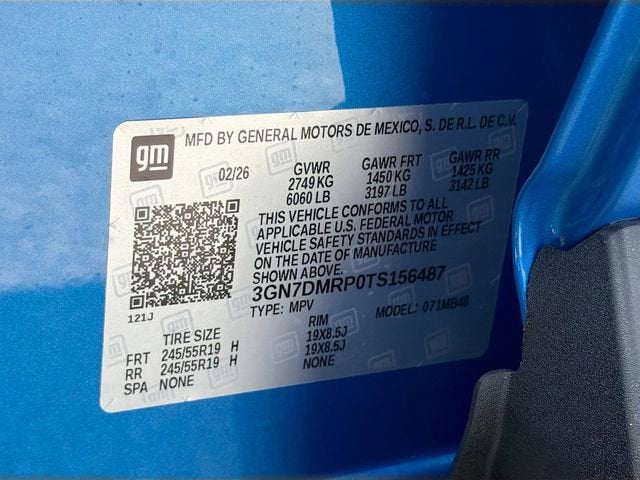 gm
MFD BY GENERAL MOTORS DE MEXICO, S. DE R.L. DE C.V.
02/26 GVWR GAWR FRT GAWR RR
2749 KG 1450 KG 1425 KG
6060 LB 3197 LB 3142 LB
THIS VEHICLE CONFORMS TO ALL
APPLICABLE U.S. FEDERAL MOTOR
VEHICLE SAFETY STANDARDS IN EFFECT
ON THE DATE OF MANUFACTURE
SHOWN ABOVE.
3GN7DMRP0TS156487
121J TYPE: MPV MODEL: 071MB48
TIRE SIZE RIM
FRT 245/55R19 H 19X8.5J
RR 245/55R19 H 19X8.5J
SPA NONE NONE